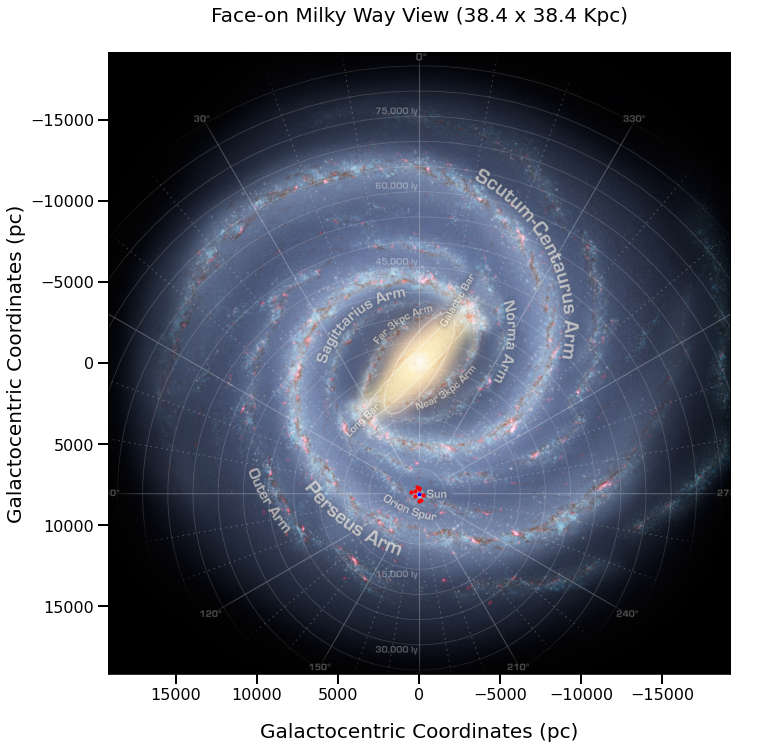 Face-on Milky Way View (38.4 x 38.4 Kpc)
0°
30°
330°
75,000 ly
60,000 ly
45,000 ly
Scutum-Centaurus Arm
Sagittarius Arm
Far 3kpc Arm
Galactic Bar
Norma Arm
Near 3kpc Arm
Long Bar
Outer Arm
Perseus Arm
Orion Spur
Sun
0°
27
15,000 ly
30,000 ly
120°
240°
150°
210°
−15000
−10000
−5000
0
5000
10000
15000
Galactocentric Coordinates (pc)
15000
10000
5000
0
−5000
−10000
−15000
Galactocentric Coordinates (pc)